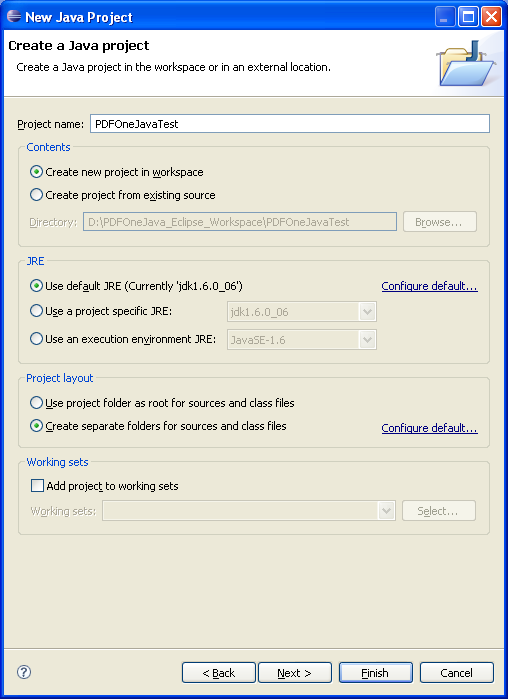 New Java Project
Create a Java project
Create a Java project in the workspace or in an external location.
Project name: PDFOneJavaTest
Contents
Create new project in workspace
Create project from existing source
Directory: D:\PDFOneJava_Eclipse_Workspace\PDFOneJavaTest Browse...
JRE
Use default JRE (Currently 'jdk1.6.0_06') Configure default...
Use a project specific JRE: jdk1.6.0_06
Use an execution environment JRE: JavaSE-1.6
Project layout
Use project folder as root for sources and class files
Create separate folders for sources and class files Configure default...
Working sets
Add project to working sets
Working sets: Select...
? < Back Next > Finish Cancel